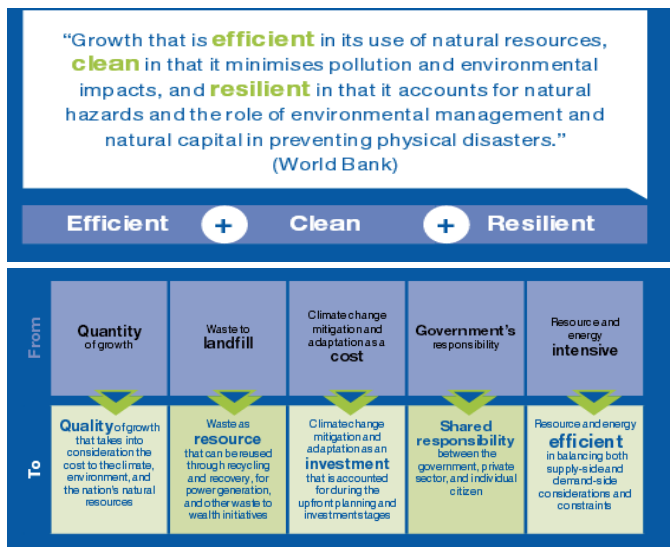 “Growth that is efficient in its use of natural resources,
clean in that it minimises pollution and environmental
impacts, and resilient in that it accounts for natural
hazards and the role of environmental management and
natural capital in preventing physical disasters.”
(World Bank)
Efficient + Clean + Resilient
From
Quantity
of growth
Waste to
landfill
Climate change
mitigation and
adaptation as a
cost
Government’s
responsibility
Resource and
energy
intensive
To
Quality of growth
that takes into
consideration the
cost to the climate,
environment, and
the nation’s natural
resources
Waste as
resource
that can be reused
through recycling
and recovery, for
power generation,
and other waste to
wealth initiatives
Climate change
mitigation and
adaptation as an
investment
that is accounted
for during the
upfront planning and
investment stages
Shared
responsibility
between the
government, private
sector, and individual
citizen
Resource and energy
efficient
in balancing both
supply-side and
demand-side
considerations and
constraints